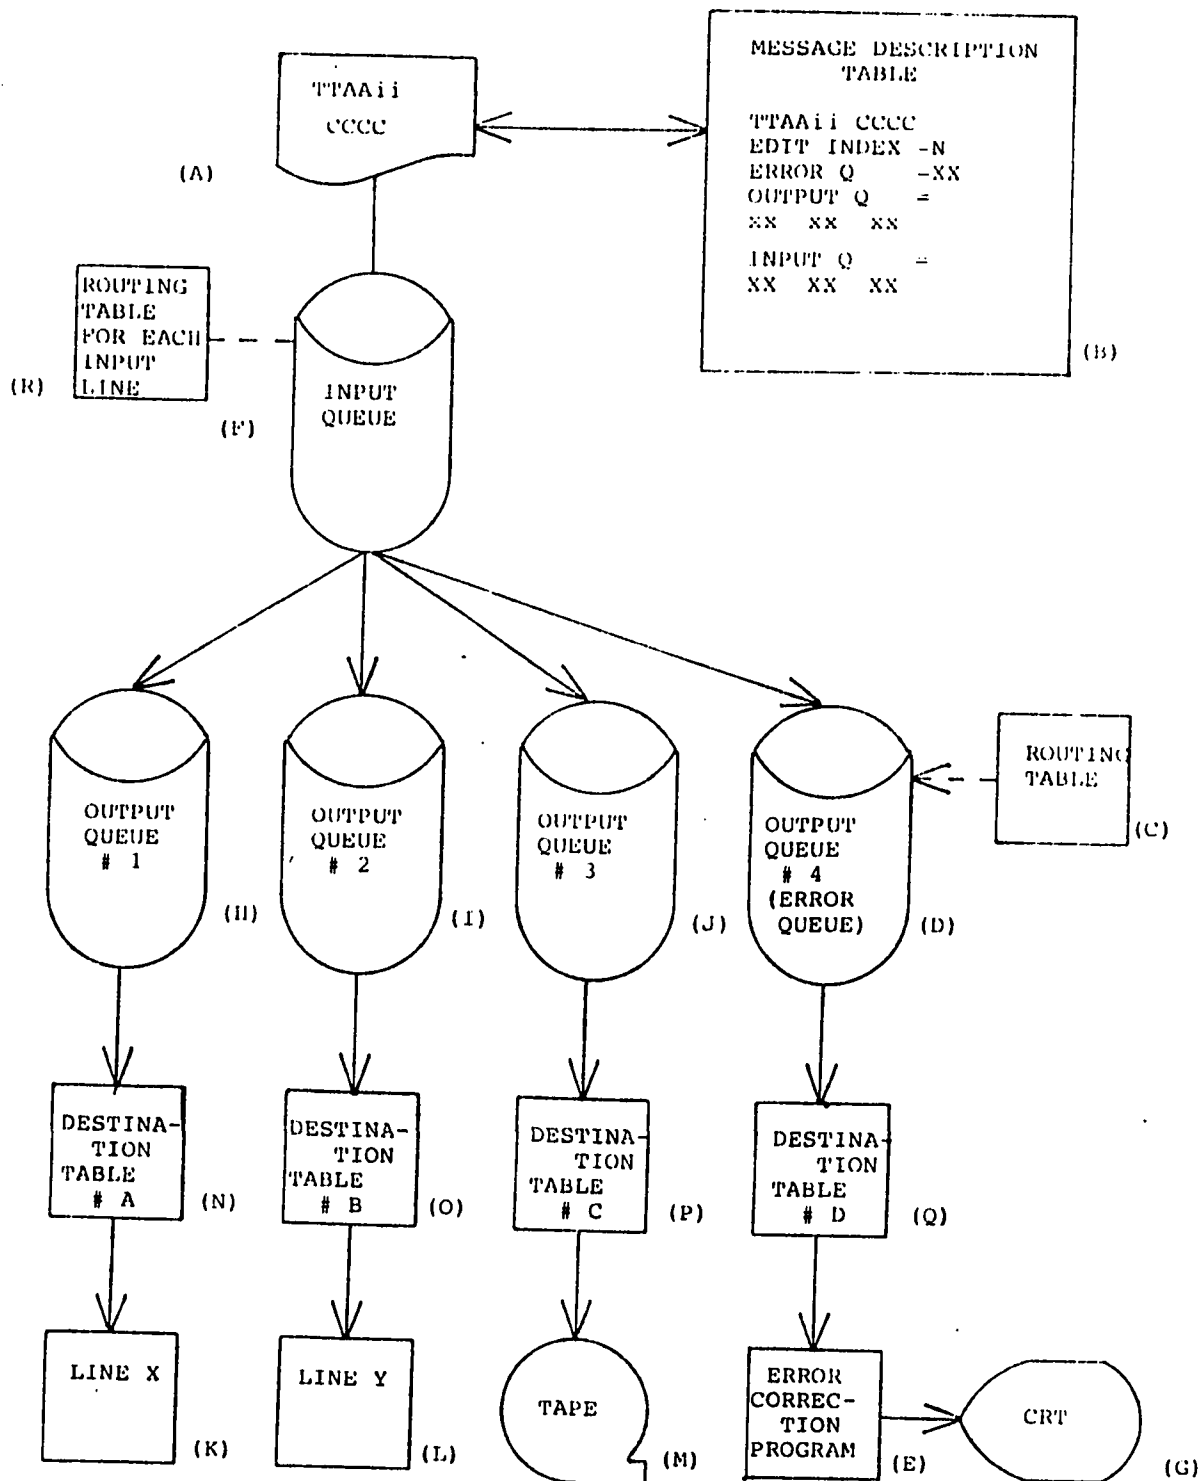 TTAAii
CCCC
(A)
MESSAGE DESCRIPTION
TABLE
TTAAii CCCC
EDIT INDEX -N
ERROR Q -XX
OUTPUT Q =
XX XX XX
INPUT Q =
XX XX XX
(B)
ROUTING
TABLE
FOR EACH
INPUT
LINE
(R)
INPUT
QUEUE
(F)
OUTPUT
QUEUE
# 1
(H)
OUTPUT
QUEUE
# 2
(I)
OUTPUT
QUEUE
# 3
(J)
OUTPUT
QUEUE
# 4
(ERROR
QUEUE)
(D)
ROUTING
TABLE
(C)
DESTINA-
TION
TABLE
# A
(N)
DESTINA-
TION
TABLE
# B
(O)
DESTINA-
TION
TABLE
# C
(P)
DESTINA-
TION
TABLE
# D
(Q)
LINE X
(K)
LINE Y
(L)
TAPE
(M)
ERROR
CORREC-
TION
PROGRAM
(E)
CRT
(G)